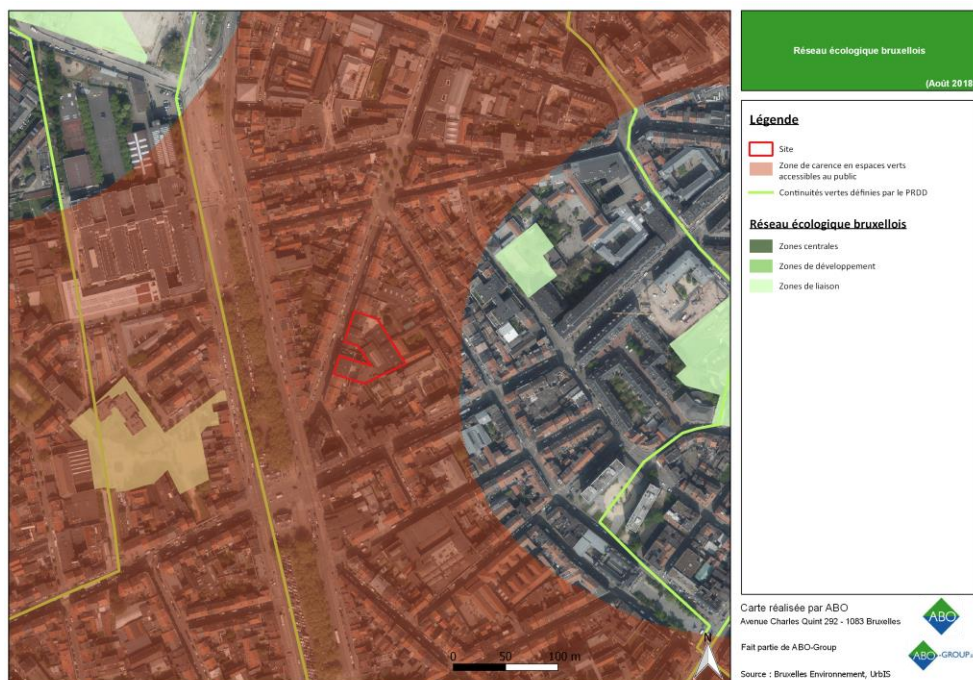 Réseau écologique bruxellois
(Août 2018
Légende
Site
Zone de carence en espaces verts
accessibles au public
Continuités vertes définies par le PRDD
Réseau écologique bruxellois
Zones centrales
Zones de développement
Zones de liaison
N
0 50 100 m
Carte réalisée par ABO
Avenue Charles Quint 292 - 1083 Bruxelles
ABO
Fait partie de ABO-Group
ABO-GROUP
Source : Bruxelles Environnement, UrbIS